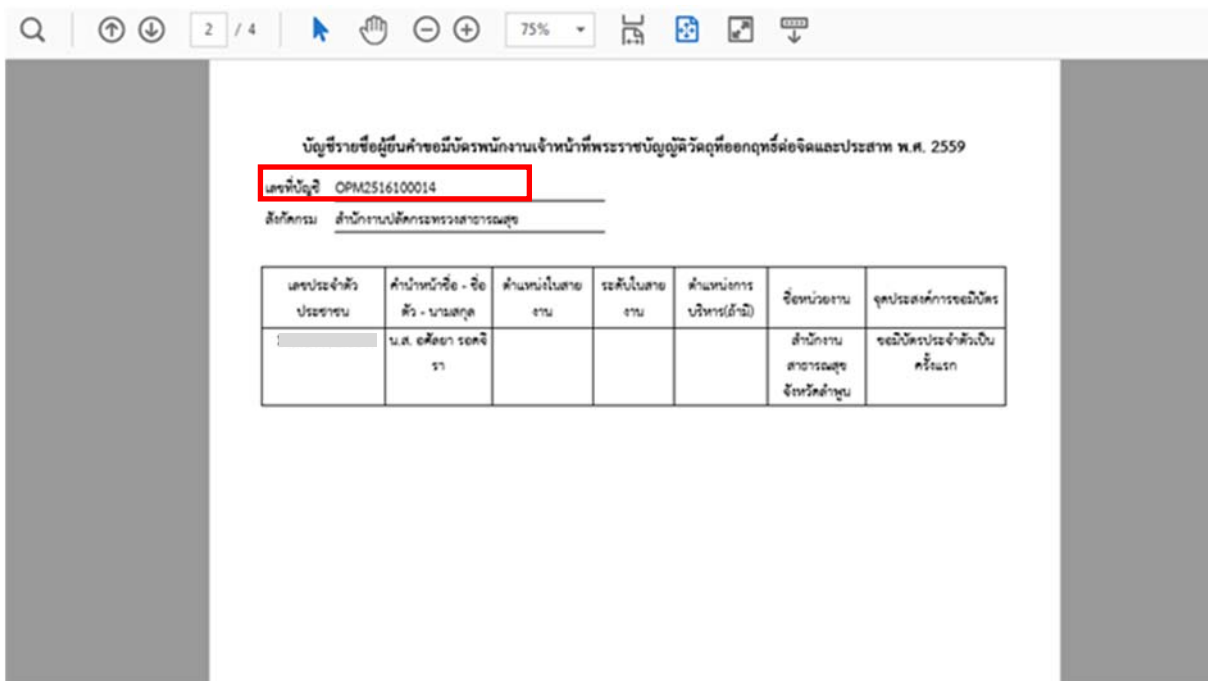 2 / 4 75%
บัญชีรายชื่อผู้ยื่นคำขอมีบัตรพนักงานเจ้าหน้าที่พระราชบัญญัติวัตถุที่ออกฤทธิ์ต่อจิตและประสาท พ.ศ. 2559
เลขที่บัญชี OPM2516100014
สังกัดกรม สำนักงานปลัดกระทรวงสาธารณสุข
เลขประจำตัว คำนำหน้าชื่อ - ชื่อ ตำแหน่งในสาย ระดับในสาย ตำแหน่งการ ชื่อหน่วยงาน จุดประสงค์การขอมีบัตร
ประชาชน ตัว - นามสกุล งาน งาน บริหาร(ถ้ามี)
น.ส. อศัลยา รอดจิ สำนักงาน ขอมีบัตรประจำตัวเป็น
รา สาธารณสุข ครั้งแรก
จังหวัดลำพูน